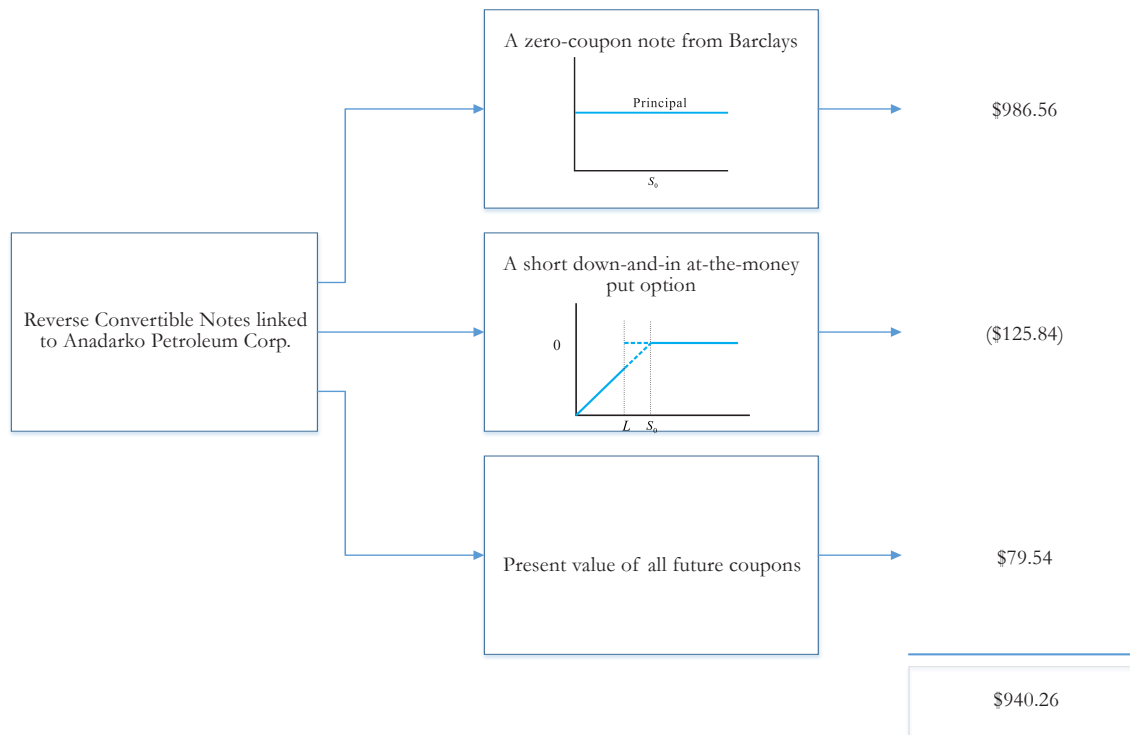 A zero-coupon note from Barclays
Principal
S₀
$986.56
Reverse Convertible Notes linked
to Anadarko Petroleum Corp.
A short down-and-in at-the-money
put option
0
L S₀
($125.84)
Present value of all future coupons
$79.54
$940.26